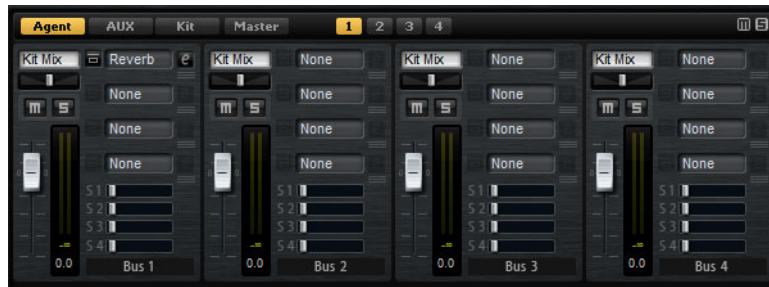 Agent AUX Kit Master 1 2 3 4 m S
Kit Mix Reverb e Kit Mix None Kit Mix None Kit Mix None
None None None None
m S None m S None m S None m S None
None None None None
S1 S1 S1 S1
S2 S2 S2 S2
S3 S3 S3 S3
-∞ S4 -∞ S4 -∞ S4 -∞ S4
0.0 Bus 1 0.0 Bus 2 0.0 Bus 3 0.0 Bus 4